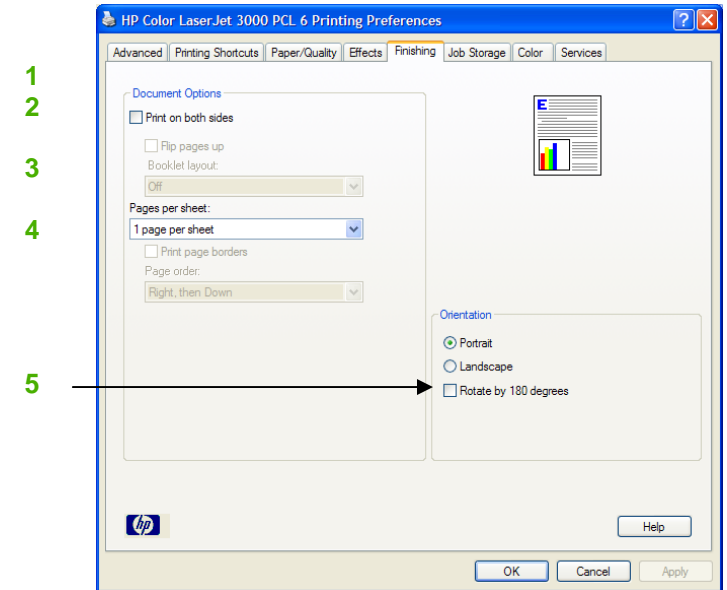 HP Color LaserJet 3000 PCL 6 Printing Preferences
Advanced Printing Shortcuts Paper/Quality Effects Finishing Job Storage Color Services
1
Document Options
2
Print on both sides
E
Flip pages up
3
Booklet layout:
Off
Pages per sheet:
4
1 page per sheet
Print page borders
Page order:
Right, then Down
Orientation
Portrait
Landscape
5
Rotate by 180 degrees
hp
Help
OK Cancel Apply